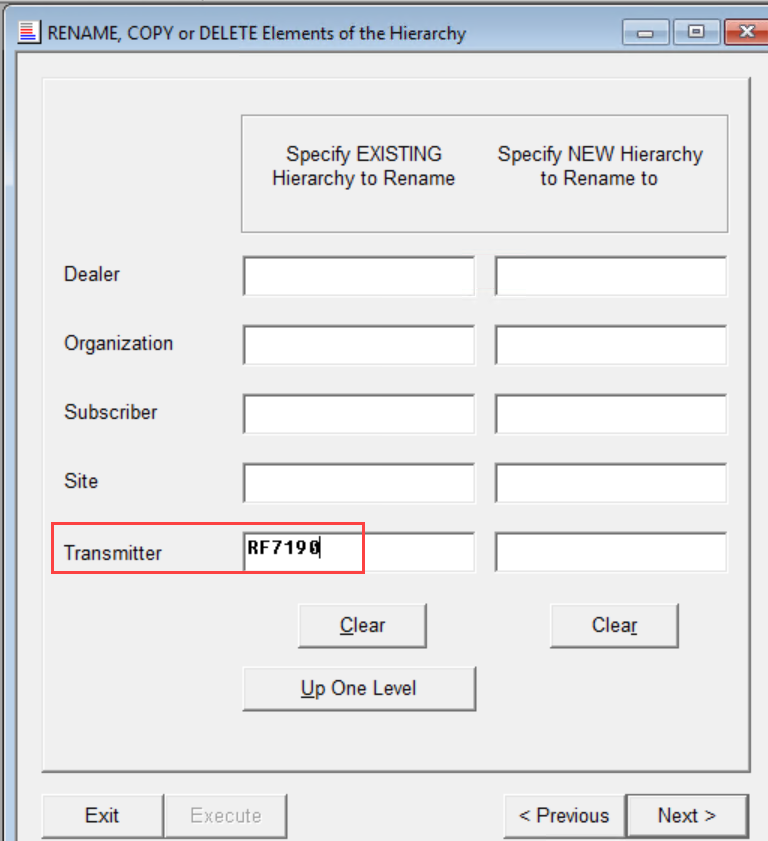 RENAME, COPY or DELETE Elements of the Hierarchy
Specify EXISTING
Hierarchy to Rename
Specify NEW Hierarchy
to Rename to
Dealer
Organization
Subscriber
Site
Transmitter RF7190
Clear Clear
Up One Level
Exit Execute < Previous Next >